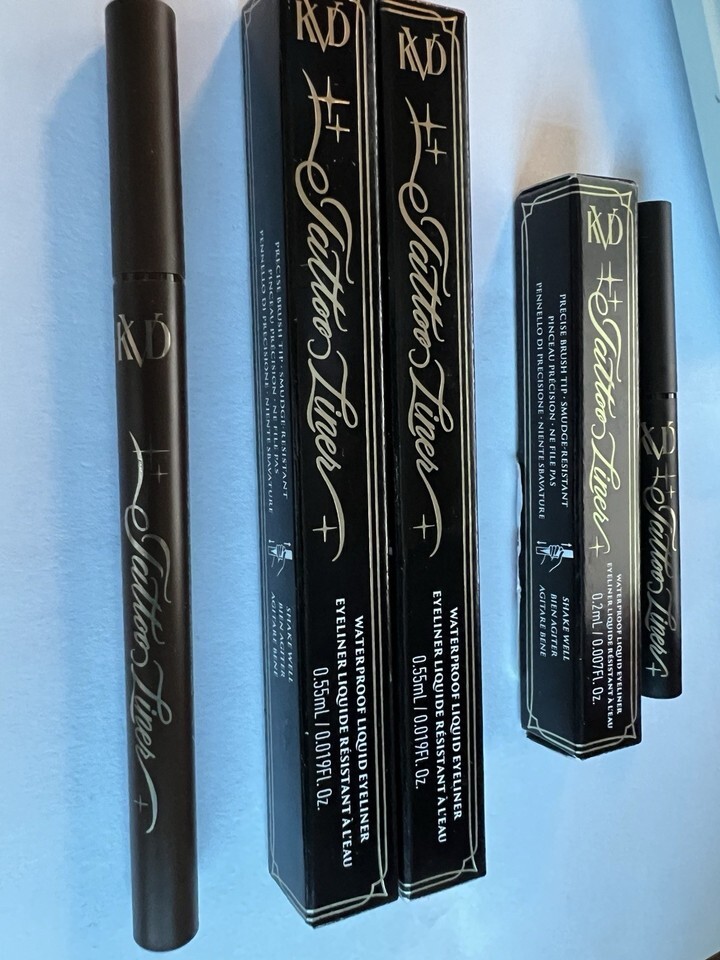 KVD
Tattoo Liner
KVD
Tattoo Liner
PRECISE BRUSH TIP · SMUDGE-RESISTANT
PINCEAU PRÉCISION · NE FILE PAS
PENNELLO DI PRECISIONE · NIENTE SBAVATURE
SHAKE WELL
BIEN AGITER
AGITARE BENE
WATERPROOF LIQUID EYELINER
EYELINER LIQUIDE RÉSISTANT À L'EAU
0.55mL / 0.019Fl. Oz.
KVD
Tattoo Liner
WATERPROOF LIQUID EYELINER
EYELINER LIQUIDE RÉSISTANT À L'EAU
0.55mL / 0.019Fl. Oz.
KVD
Tattoo Liner
PRECISE BRUSH TIP · SMUDGE-RESISTANT
PINCEAU PRÉCISION · NE FILE PAS
PENNELLO DI PRECISIONE · NIENTE SBAVATURE
SHAKE WELL
BIEN AGITER
AGITARE BENE
WATERPROOF LIQUID EYELINER
EYELINER LIQUIDE RÉSISTANT À L'EAU
0.2mL / 0.007Fl. Oz.
KVD
Tattoo Liner